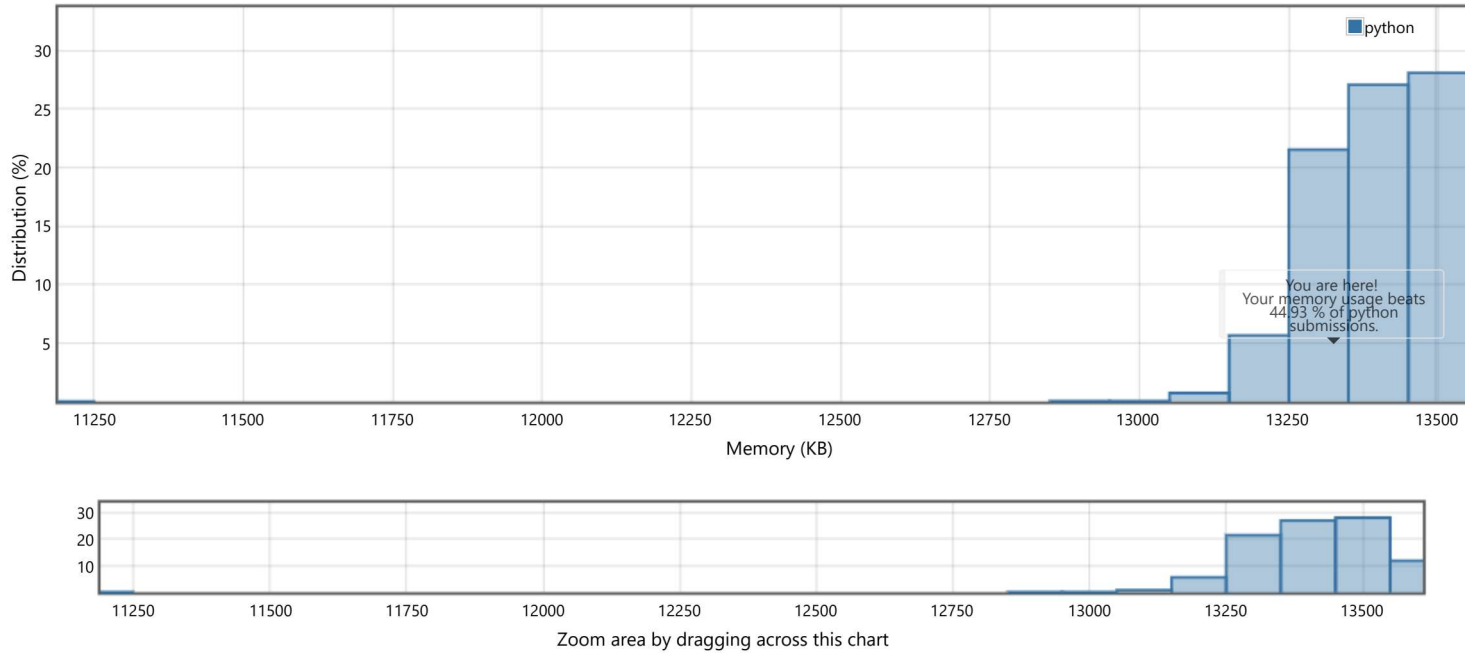 python
30
25
20
15
10
5
Distribution (%)
You are here!
Your memory usage beats
44.93 % of python
submissions.
11250 11500 11750 12000 12250 12500 12750 13000 13250 13500
Memory (KB)
30
20
10
11250 11500 11750 12000 12250 12500 12750 13000 13250 13500
Zoom area by dragging across this chart